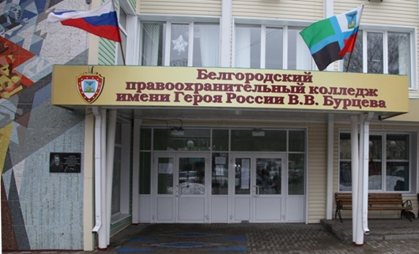 Белгородский
правоохранительный колледж
имени Героя России В.В. Бурцева